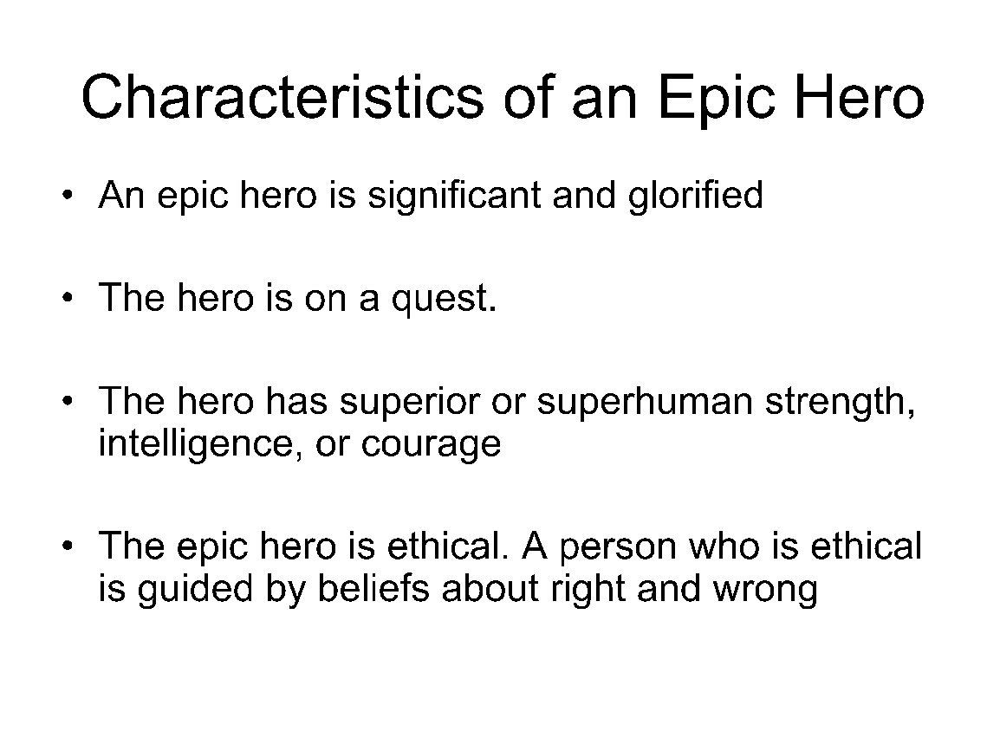 Characteristics of an Epic Hero
• An epic hero is significant and glorified
• The hero is on a quest.
• The hero has superior or superhuman strength,
intelligence, or courage
• The epic hero is ethical. A person who is ethical
is guided by beliefs about right and wrong